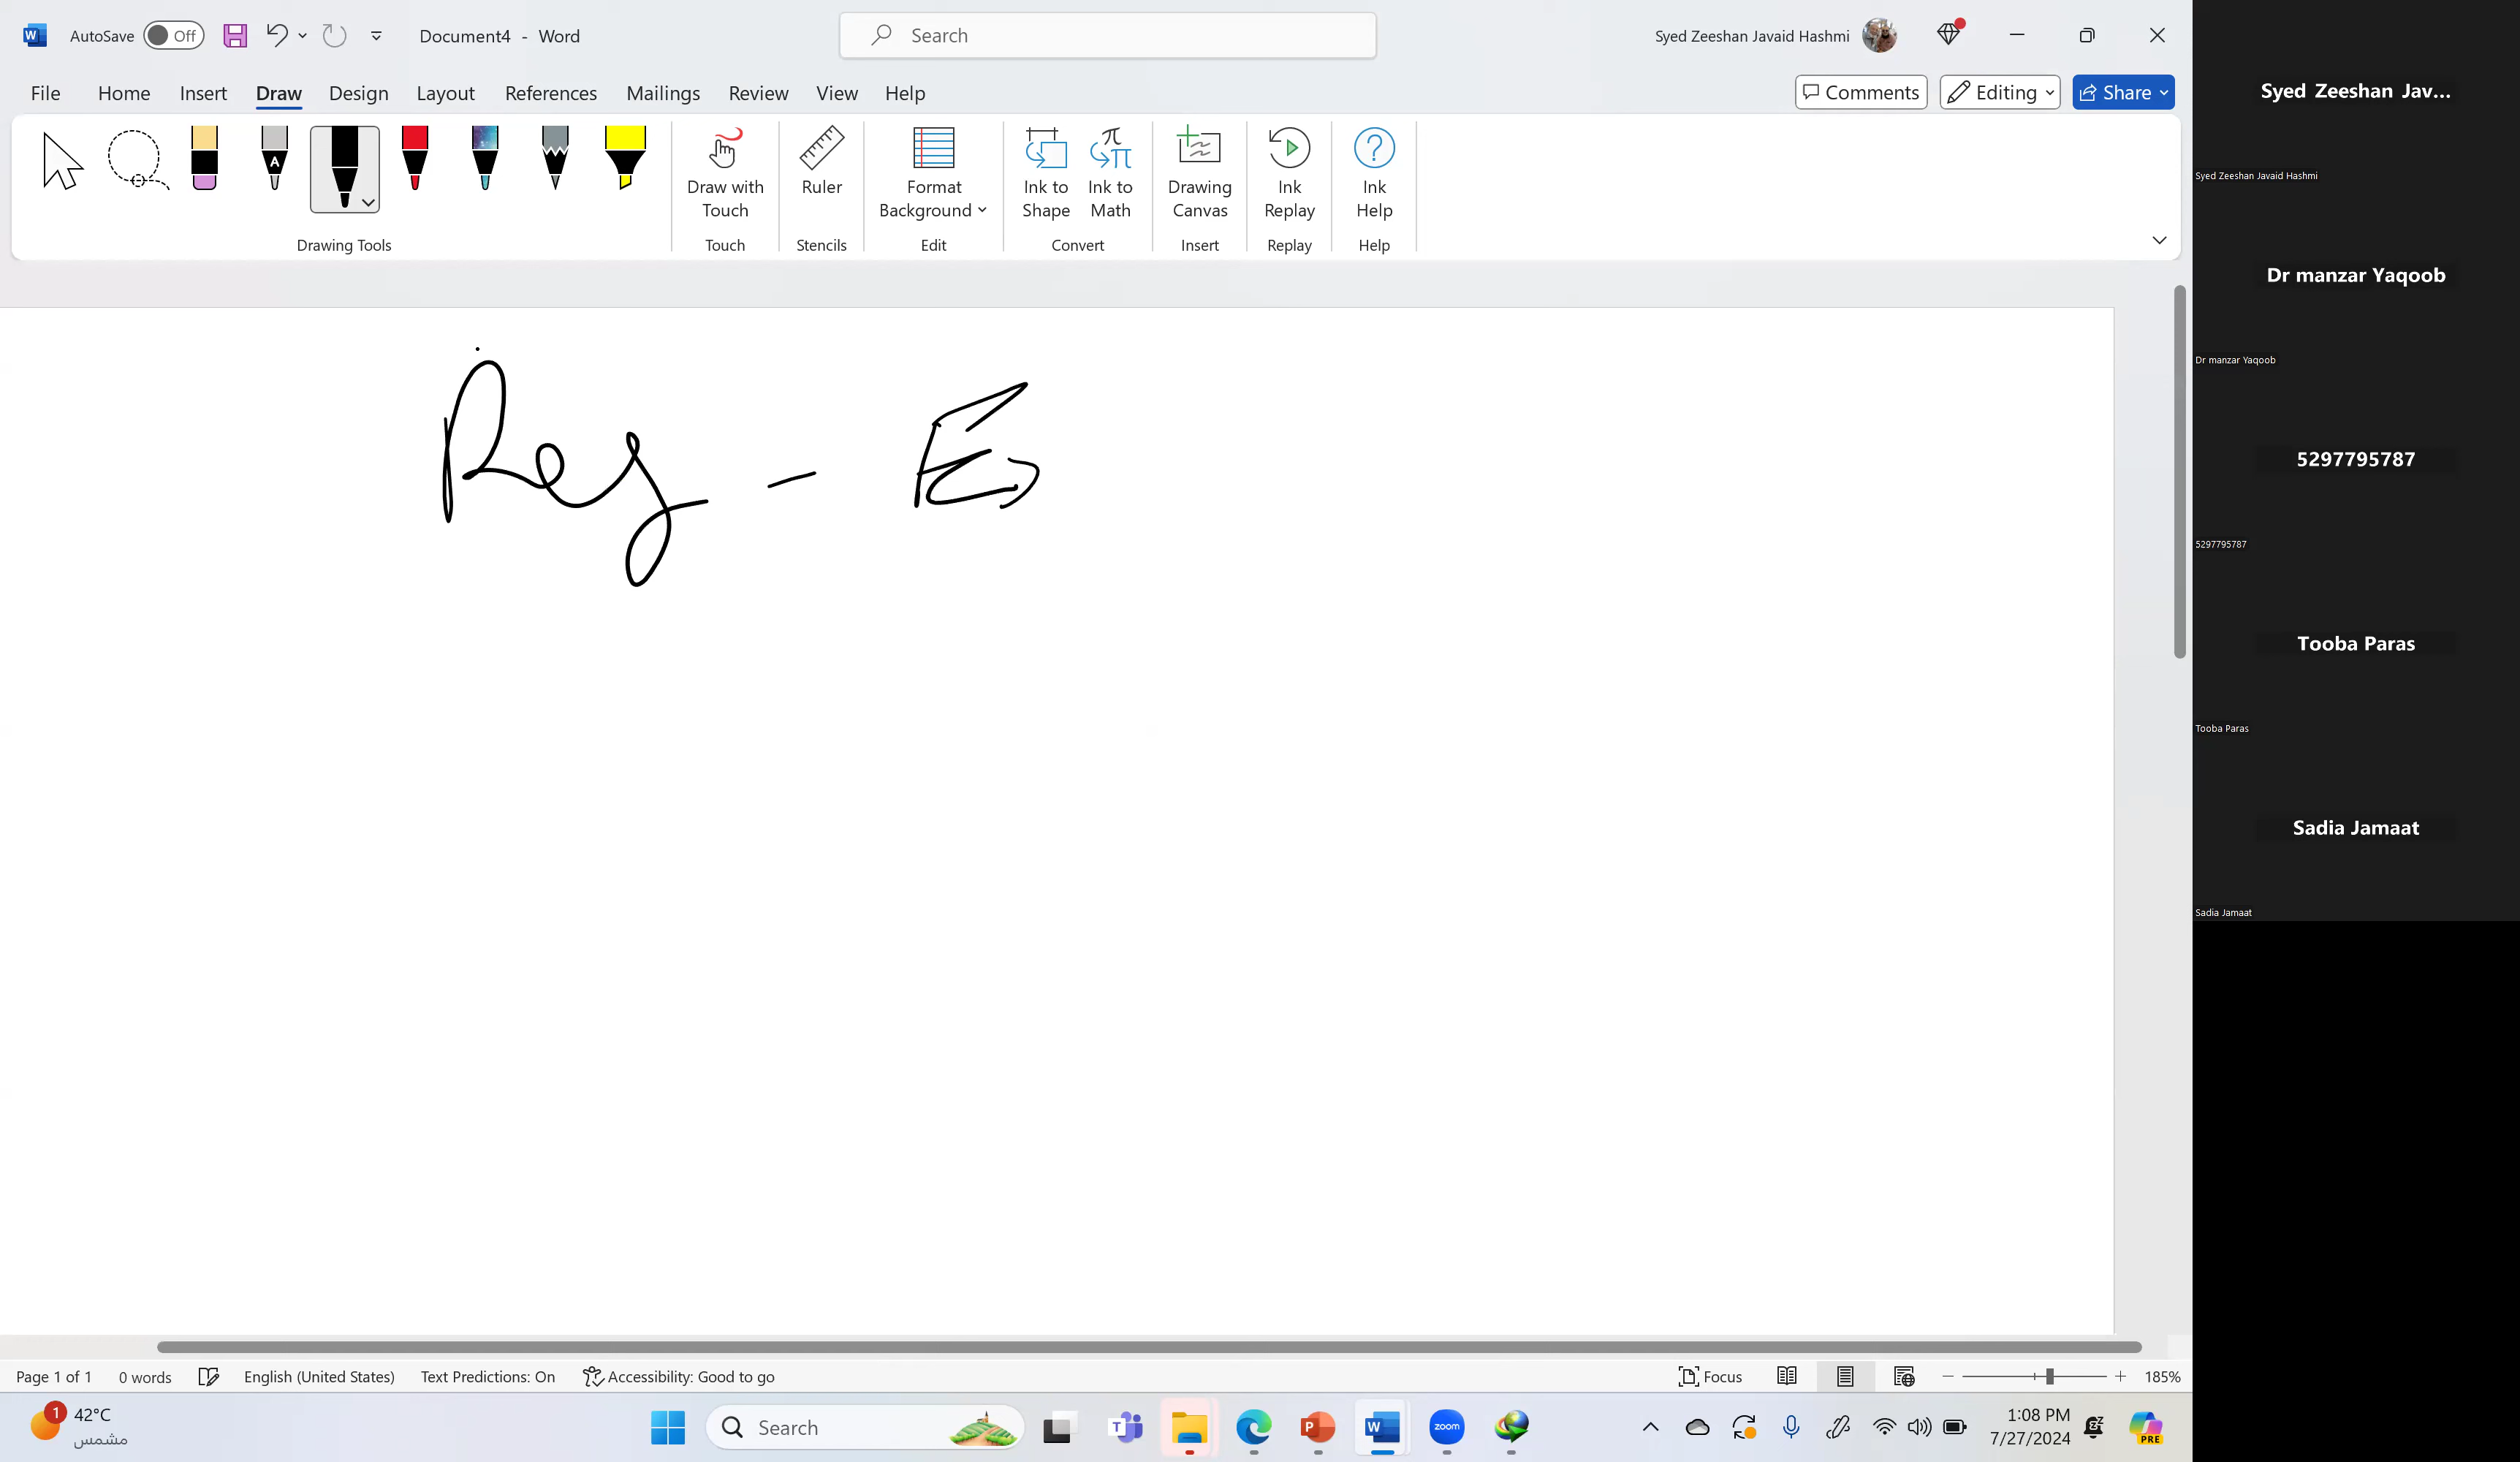 AutoSave Off Document4 - Word Search Syed Zeeshan Javaid Hashmi
File Home Insert Draw Design Layout References Mailings Review View Help Comments Editing Share
A
Draw with Touch
Ruler
Format Background
Ink to Shape
Ink to Math
Drawing Canvas
Ink Replay
Ink Help
Drawing Tools Touch Stencils Edit Convert Insert Replay Help
Syed Zeeshan Jav...
Syed Zeeshan Javaid Hashmi
Dr manzar Yaqoob
Dr manzar Yaqoob
5297795787
5297795787
Tooba Paras
Tooba Paras
Sadia Jamaat
Sadia Jamaat
Page 1 of 1 0 words English (United States) Text Predictions: On Accessibility: Good to go Focus 185%
1 42°C
مشمس
Search
zoom
1:08 PM
7/27/2024
PRE